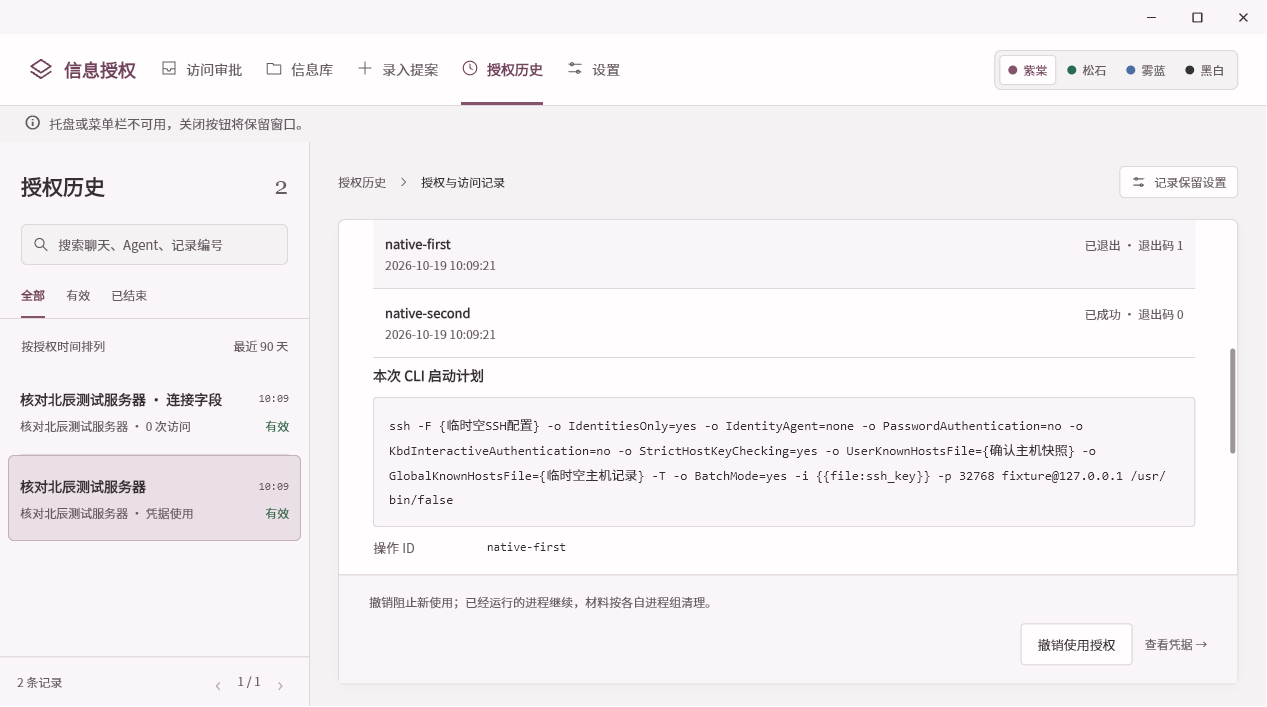 信息授权
访问审批
信息库
录入提案
授权历史
设置
紫棠
松石
雾蓝
黑白
托盘或菜单栏不可用，关闭按钮将保留窗口。
授权历史
2
搜索聊天、Agent、记录编号
全部
有效
已结束
按授权时间排列
最近 90 天
核对北辰测试服务器 · 连接字段
10:09
核对北辰测试服务器 · 0 次访问
有效
核对北辰测试服务器
10:09
核对北辰测试服务器 · 凭据使用
有效
2 条记录
‹ 1 / 1 ›
授权历史 › 授权与访问记录
记录保留设置
native-first
已退出 · 退出码 1
2026-10-19 10:09:21
native-second
已成功 · 退出码 0
2026-10-19 10:09:21
本次 CLI 启动计划
ssh -F {临时空SSH配置} -o IdentitiesOnly=yes -o IdentityAgent=none -o PasswordAuthentication=no -o
KbdInteractiveAuthentication=no -o StrictHostKeyChecking=yes -o UserKnownHostsFile={确认主机快照} -o
GlobalKnownHostsFile={临时空主机记录} -T -o BatchMode=yes -i {{file:ssh_key}} -p 32768 fixture@127.0.0.1 /usr/
bin/false
操作 ID
native-first
撤销阻止新使用；已经运行的进程继续，材料按各自进程组清理。
撤销使用授权
查看凭据 →